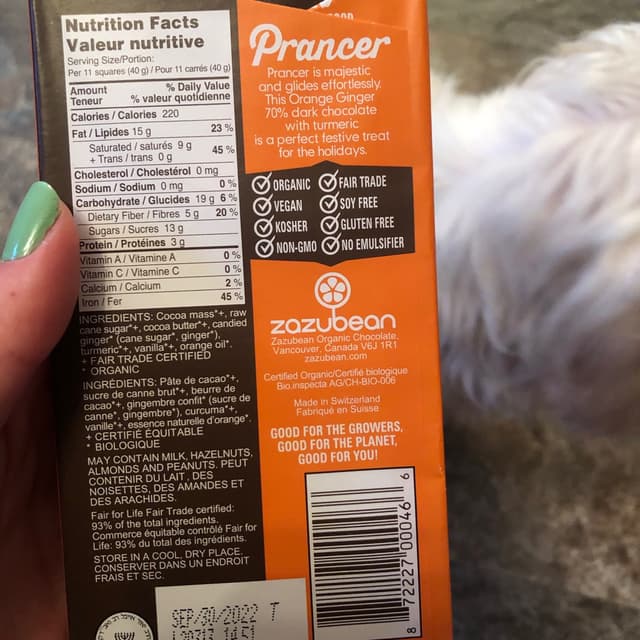 Nutrition Facts
Valeur nutritive
Serving Size/Portion:
Per 11 squares (40 g) / Pour 11 carrés (40 g)
Amount % Daily Value
Teneur % valeur quotidienne
Calories / Calories 220
Fat / Lipides 15 g 23 %
Saturated / saturés 9 g
+ Trans / trans 0 g 45 %
Cholesterol / Cholestérol 0 mg
Sodium / Sodium 0 mg 0 %
Carbohydrate / Glucides 19 g 6 %
Dietary Fiber / Fibres 5 g 20 %
Sugars / Sucres 13 g
Protein / Protéines 3 g
Vitamin A / Vitamine A 0 %
Vitamin C / Vitamine C 0 %
Calcium / Calcium 2 %
Iron / Fer 45 %
INGREDIENTS: Cocoa mass*+, raw
cane sugar*+, cocoa butter*+, candied
ginger* (cane sugar*, ginger*),
turmeric*+, vanilla*+, orange oil*.
+ FAIR TRADE CERTIFIED
* ORGANIC
INGRÉDIENTS: Pâte de cacao*+,
sucre de canne brut*+, beurre de
cacao*+, gingembre confit* (sucre de
canne*, gingembre*), curcuma*+,
vanille*+, essence naturelle d'orange*.
+ CERTIFIÉ ÉQUITABLE
* BIOLOGIQUE
MAY CONTAIN MILK, HAZELNUTS,
ALMONDS AND PEANUTS. PEUT
CONTENIR DU LAIT, DES
NOISETTES, DES AMANDES ET
DES ARACHIDES.
Fair for Life Fair Trade certified:
93% of the total ingredients.
Commerce équitable contrôlé Fair for
Life: 93% du total des ingrédients.
STORE IN A COOL, DRY PLACE.
CONSERVER DANS UN ENDROIT
FRAIS ET SEC.
SEP/30/2022 T
Prancer
Prancer is majestic
and glides effortlessly.
This Orange Ginger
70% dark chocolate
with turmeric
is a perfect festive treat
for the holidays.
ORGANIC FAIR TRADE
VEGAN SOY FREE
KOSHER GLUTEN FREE
NON-GMO NO EMULSIFIER
zazubean
Zazubean Organic Chocolate,
Vancouver, Canada V6J 1R1
zazubean.com
Certified Organic/Certifié biologique
Bio.inspecta AG/CH-BIO-006
Made in Switzerland
Fabriqué en Suisse
GOOD FOR THE GROWERS,
GOOD FOR THE PLANET,
GOOD FOR YOU!
8 72227 00046 6